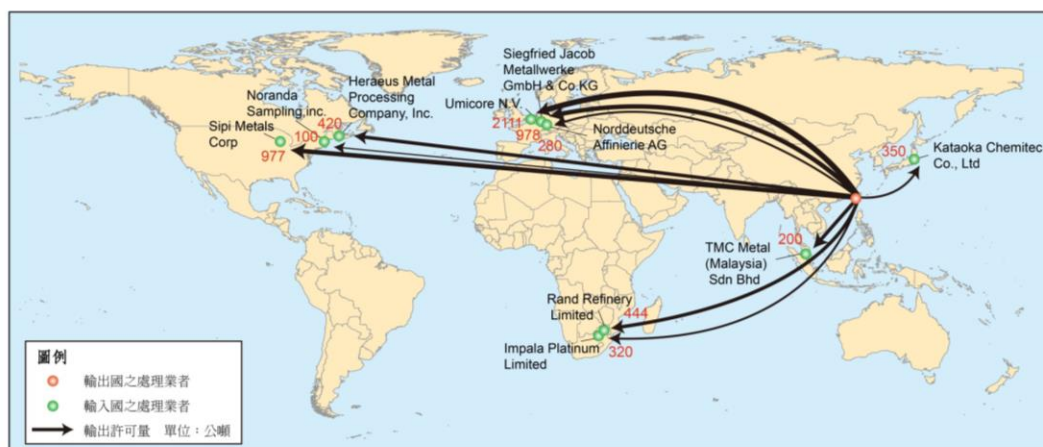 Siegfried Jacob
Metallwerke
GmbH & Co.KG
Heraeus Metal
Processing
Company, Inc.
Noranda
Sampling,inc.
Umicore N.V.
420
2111
Sipi Metals
Corp
100
978
Norddeutsche
Affinierie AG
280
977
350
Kataoka Chemitec
Co., Ltd
200
TMC Metal
(Malaysia)
Sdn Bhd
Rand Refinery
Limited
444
Impala Platinum
Limited
320
圖例
輸出國之處理業者
輸入國之處理業者
輸出許可量 單位：公噸